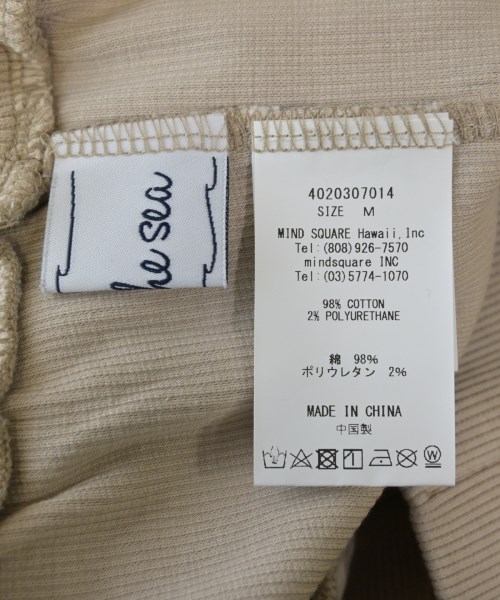 he sea
4020307014
SIZE M
MIND SQUARE Hawaii,Inc
Tel:(808)926-7570
mindsquare INC
Tel:(03)5774-1070
98% COTTON
2% POLYURETHANE
綿 98%
ポリウレタン 2%
MADE IN CHINA
中国製